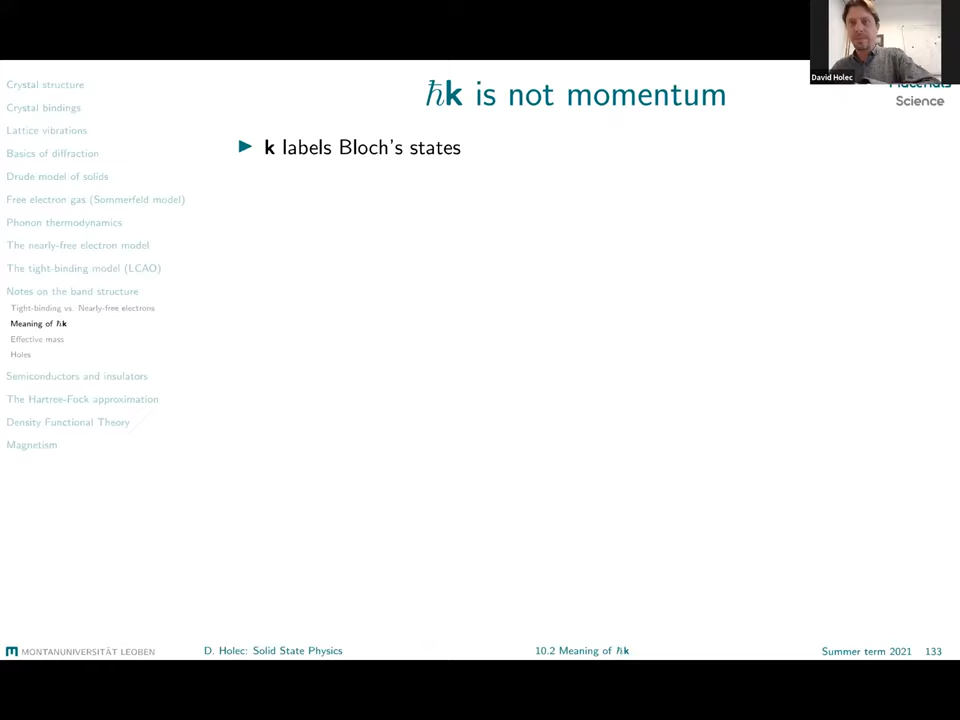 David Holec
Materials
Science
ℏk is not momentum
Crystal structure
Crystal bindings
Lattice vibrations
Basics of diffraction
Drude model of solids
Free electron gas (Sommerfeld model)
Phonon thermodynamics
The nearly-free electron model
The tight-binding model (LCAO)
Notes on the band structure
Tight-binding vs. Nearly-free electrons
Meaning of ℏk
Effective mass
Holes
Semiconductors and insulators
The Hartree-Fock approximation
Density Functional Theory
Magnetism
▶ k labels Bloch's states
MONTANUNIVERSITÄT LEOBEN
D. Holec: Solid State Physics
10.2 Meaning of ℏk
Summer term 2021 133